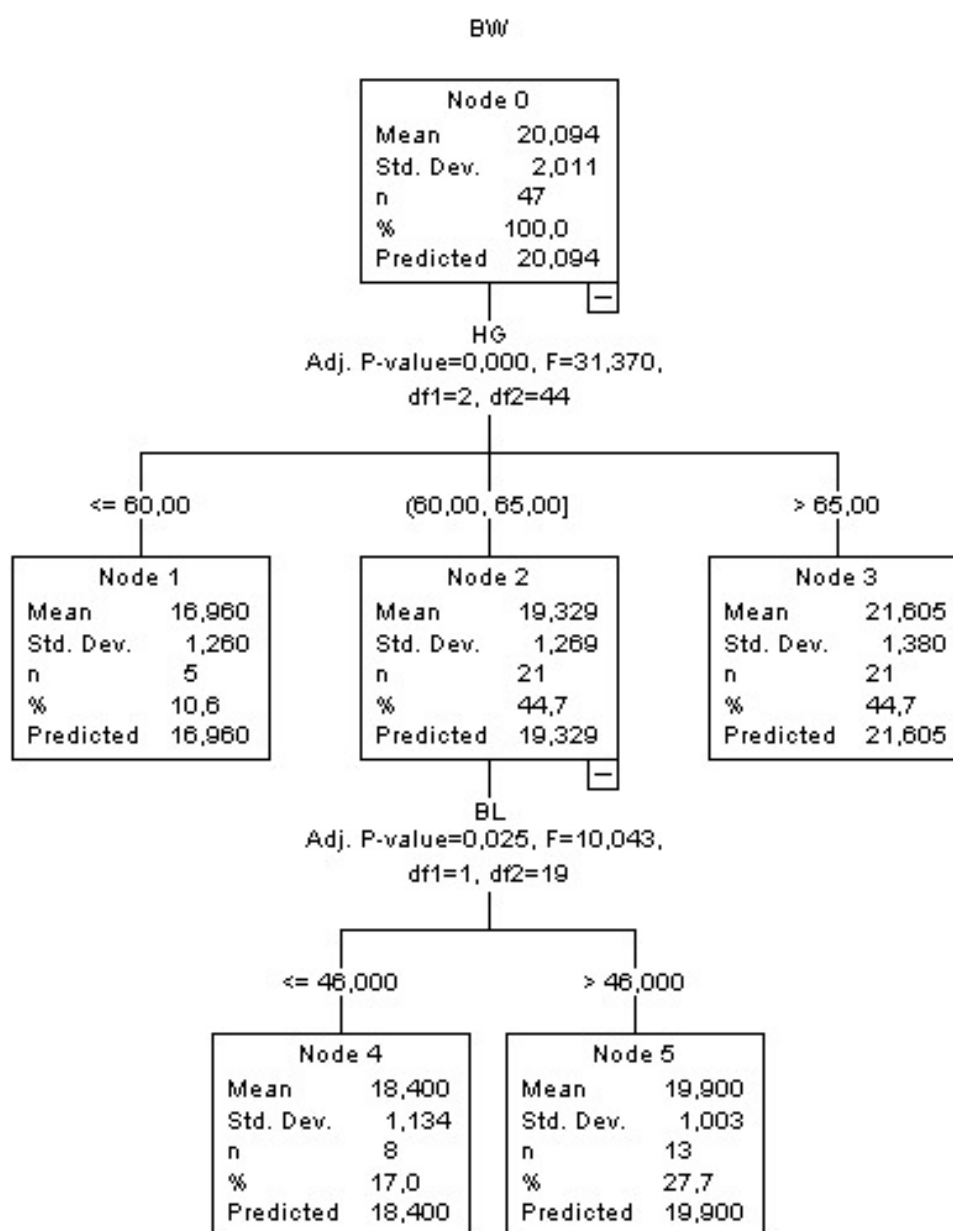 BW
Node 0
Mean 20,094
Std. Dev. 2,011
n 47
% 100,0
Predicted 20,094
HG
Adj. P-value=0,000, F=31,370,
df1=2, df2=44
<= 60,00
(60,00, 65,00]
> 65,00
Node 1
Mean 16,960
Std. Dev. 1,260
n 5
% 10,6
Predicted 16,960
Node 2
Mean 19,329
Std. Dev. 1,269
n 21
% 44,7
Predicted 19,329
Node 3
Mean 21,605
Std. Dev. 1,380
n 21
% 44,7
Predicted 21,605
BL
Adj. P-value=0,025, F=10,043,
df1=1, df2=19
<= 46,000
> 46,000
Node 4
Mean 18,400
Std. Dev. 1,134
n 8
% 17,0
Predicted 18,400
Node 5
Mean 19,900
Std. Dev. 1,003
n 13
% 27,7
Predicted 19,900